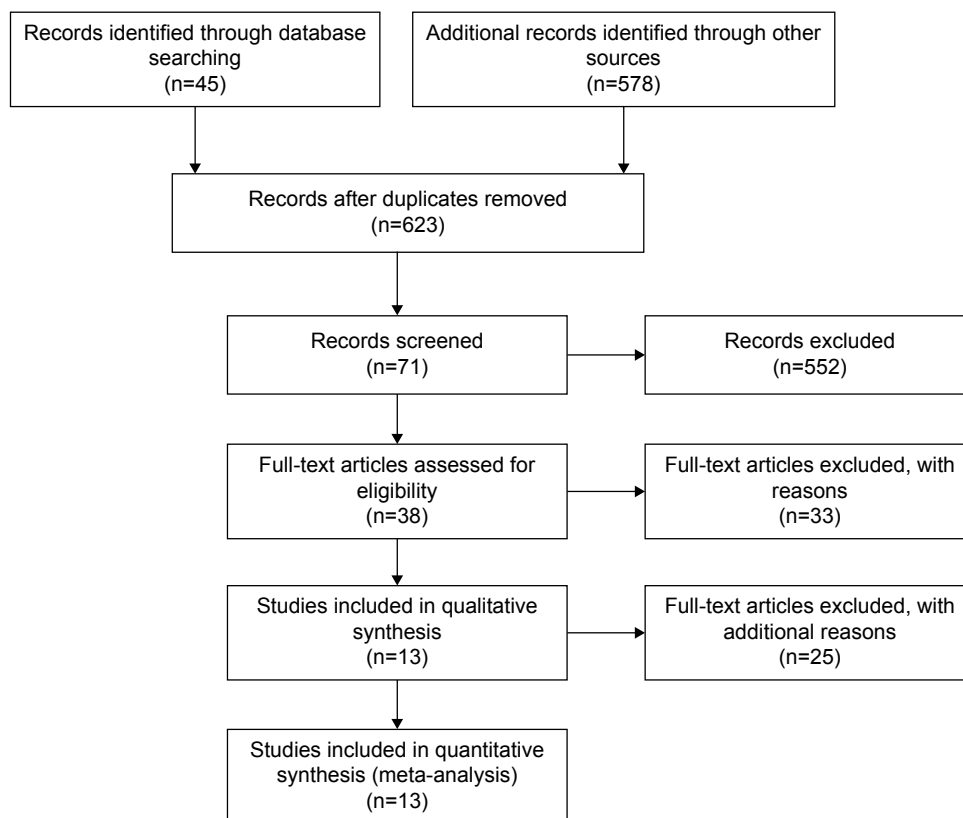 Records identified through database
searching
(n=45)
Additional records identified through other
sources
(n=578)
Records after duplicates removed
(n=623)
Records screened
(n=71)
Records excluded
(n=552)
Full-text articles assessed for
eligibility
(n=38)
Full-text articles excluded, with
reasons
(n=33)
Studies included in qualitative
synthesis
(n=13)
Full-text articles excluded, with
additional reasons
(n=25)
Studies included in quantitative
synthesis (meta-analysis)
(n=13)